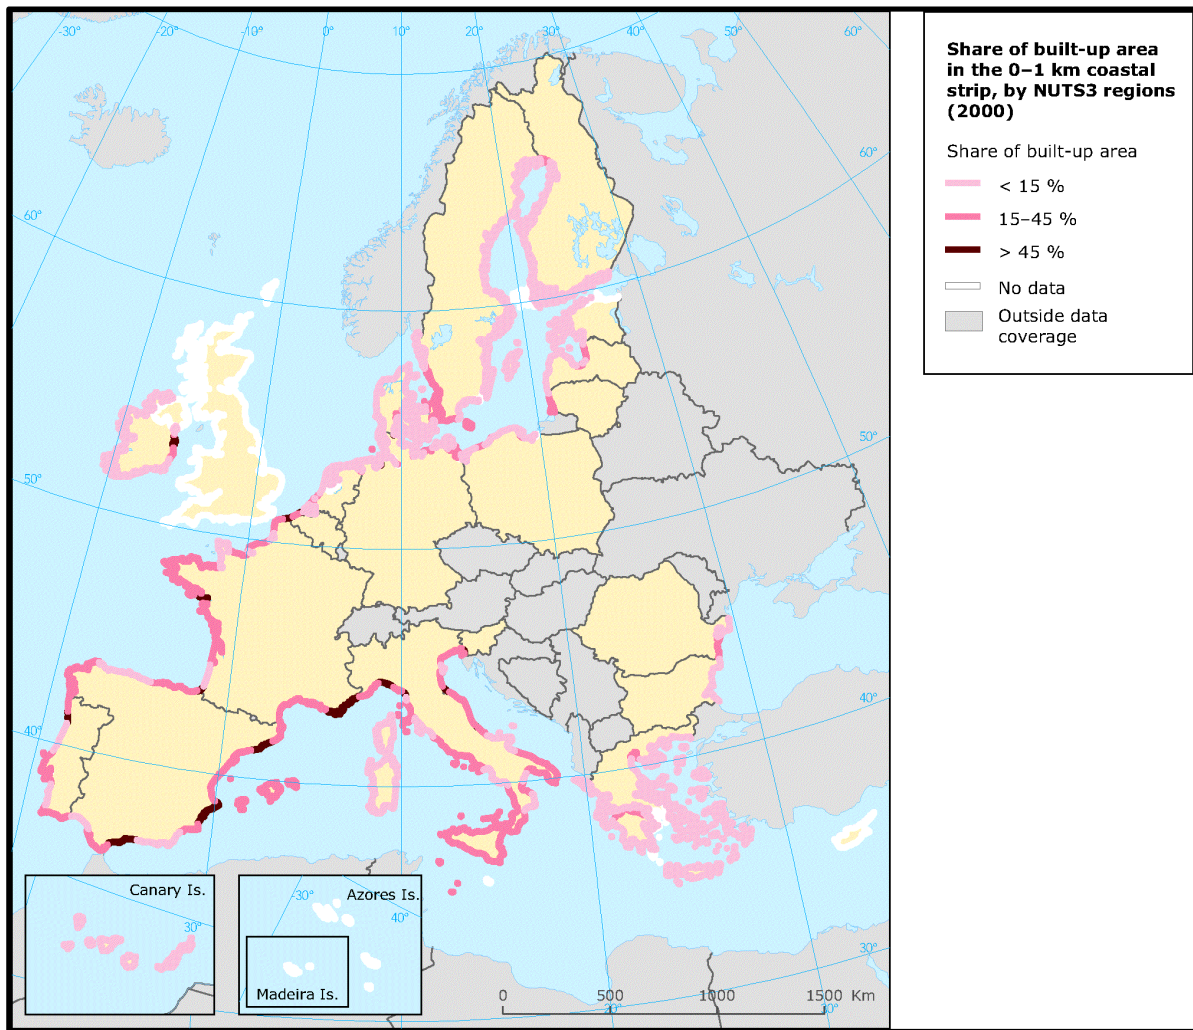 -30°
-20°
-10°
0°
10°
20°
30°
40°
50°
60°
60°
60°
50°
50°
40°
40°
30°
20°
30°
Canary Is.
30°
Azores Is.
-30°
40°
Madeira Is.
0 500 1000 1500 Km
Share of built-up area
in the 0–1 km coastal
strip, by NUTS3 regions
(2000)
Share of built-up area
< 15 %
15–45 %
> 45 %
No data
Outside data
coverage